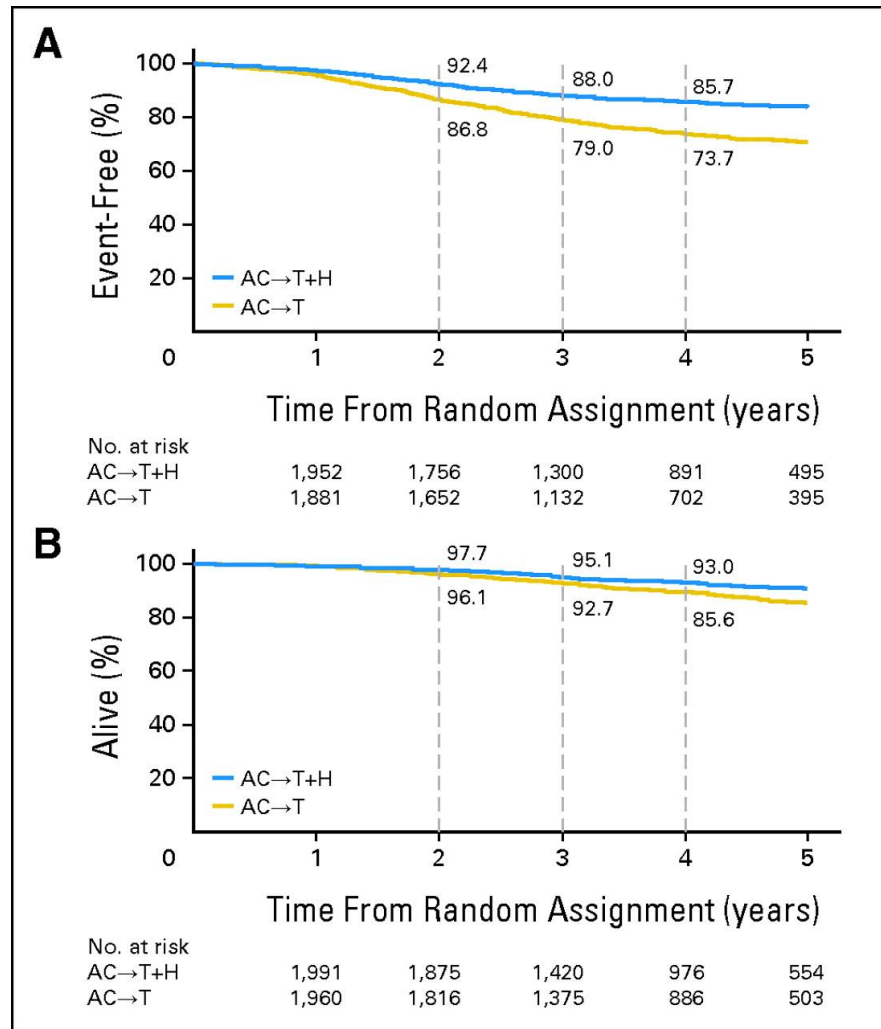 A
100
80
60
40
20
0
Event-Free (%)
92.4
88.0
85.7
86.8
79.0
73.7
AC→T+H
AC→T
1 2 3 4 5
Time From Random Assignment (years)
No. at risk
AC→T+H 1,952 1,756 1,300 891 495
AC→T 1,881 1,652 1,132 702 395
B
100
80
60
40
20
0
Alive (%)
97.7
95.1
93.0
96.1
92.7
85.6
AC→T+H
AC→T
1 2 3 4 5
Time From Random Assignment (years)
No. at risk
AC→T+H 1,991 1,875 1,420 976 554
AC→T 1,960 1,816 1,375 886 503